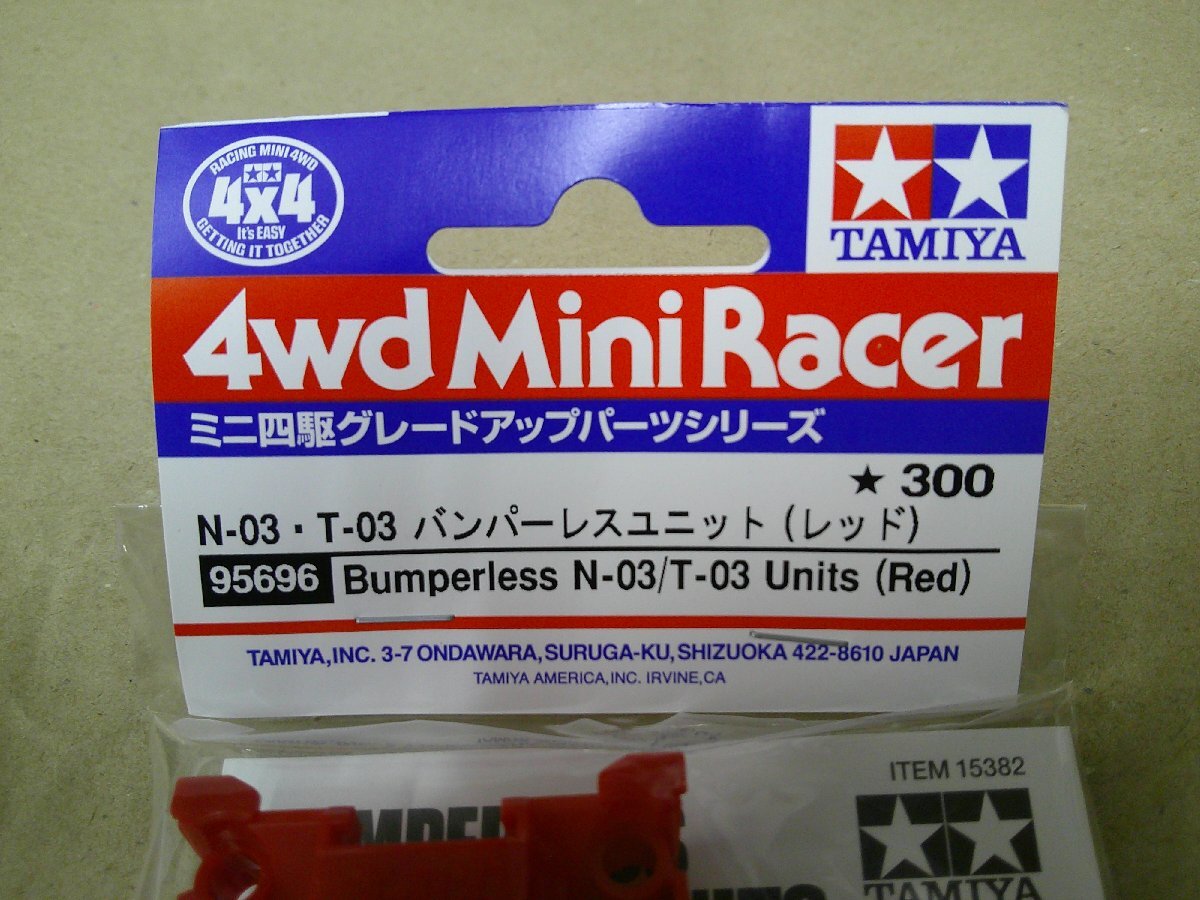 RACING MINI 4WD
4x4
It's EASY
GETTING IT TOGETHER
TAMIYA
4wd Mini Racer
ミニ四駆グレードアップパーツシリーズ
★ 300
N-03・T-03 バンパーレスユニット (レッド)
95696 Bumperless N-03/T-03 Units (Red)
TAMIYA, INC. 3-7 ONDAWARA, SURUGA-KU, SHIZUOKA 422-8610 JAPAN
TAMIYA AMERICA, INC. IRVINE, CA
ITEM 15382
TAMIYA